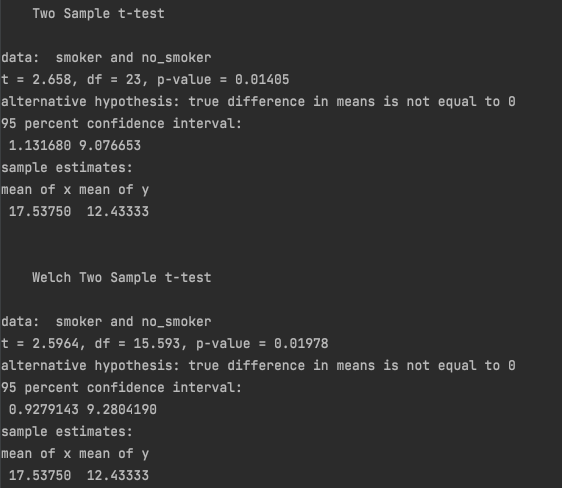 Two Sample t-test
data:  smoker and no_smoker
t = 2.658, df = 23, p-value = 0.01405
alternative hypothesis: true difference in means is not equal to 0
95 percent confidence interval:
 1.131680 9.076653
sample estimates:
mean of x mean of y
 17.53750  12.43333
Welch Two Sample t-test
data:  smoker and no_smoker
t = 2.5964, df = 15.593, p-value = 0.01978
alternative hypothesis: true difference in means is not equal to 0
95 percent confidence interval:
 0.9279143 9.2804190
sample estimates:
mean of x mean of y
 17.53750  12.43333